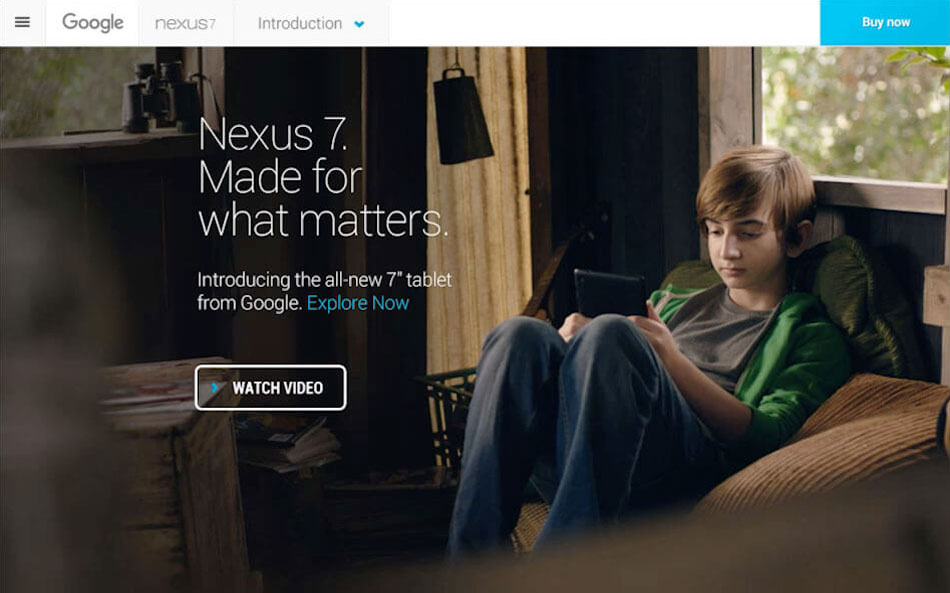 Google
nexus7
Introduction
Buy now
Nexus 7.
Made for
what matters.
Introducing the all-new 7" tablet
from Google. Explore Now
WATCH VIDEO